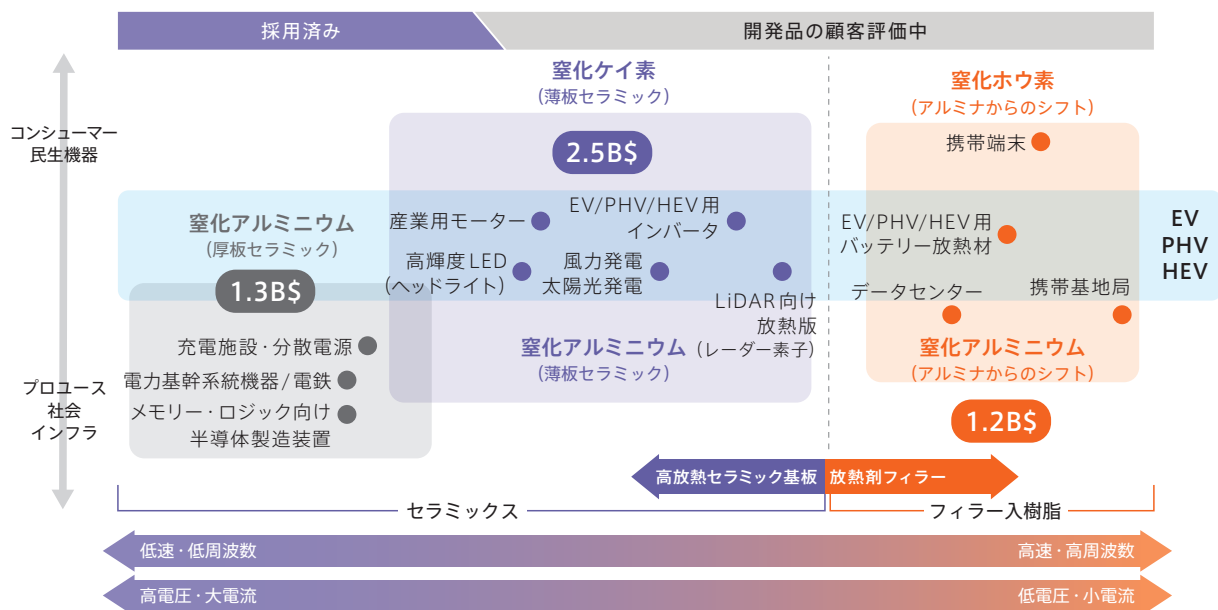 採用済み
開発品の顧客評価中
コンシューマー
民生機器
プロユース
社会
インフラ
窒化ケイ素
(薄板セラミック)
2.5B$
窒化ホウ素
(アルミナからのシフト)
携帯端末
窒化アルミニウム
(厚板セラミック)
1.3B$
産業用モーター
EV/PHV/HEV用
インバータ
高輝度LED
(ヘッドライト)
風力発電
太陽光発電
LiDAR向け
放熱版
(レーダー素子)
EV/PHV/HEV用
バッテリー放熱材
EV
PHV
HEV
データセンター
携帯基地局
充電施設・分散電源
電力基幹系統機器/電鉄
メモリー・ロジック向け
半導体製造装置
窒化アルミニウム
(薄板セラミック)
窒化アルミニウム
(アルミナからのシフト)
1.2B$
高放熱セラミック基板
放熱剤フィラー
セラミックス
フィラー入樹脂
低速・低周波数
高速・高周波数
高電圧・大電流
低電圧・小電流